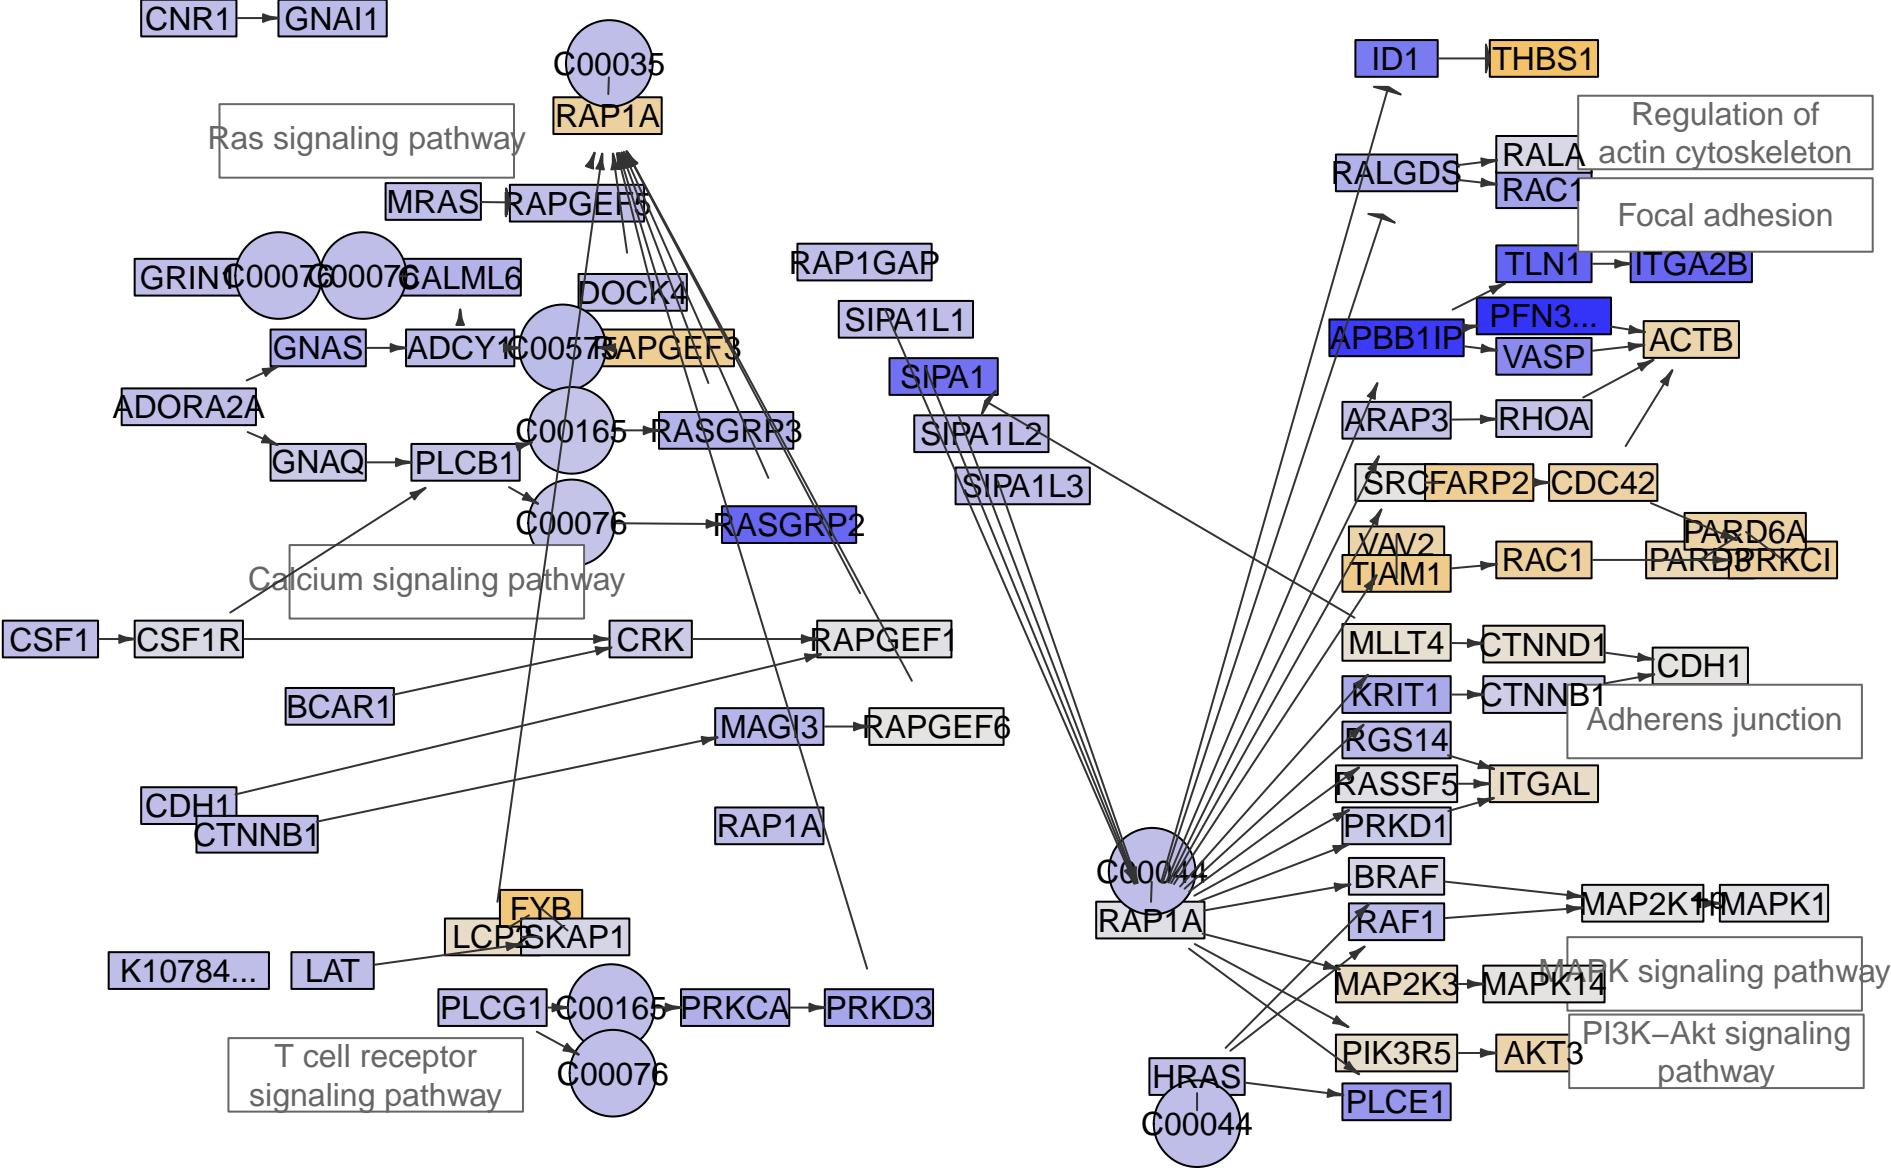 CNR1
GNAI1
C00035
RAP1A
Ras signaling pathway
MRAS
RAPGEF5
GRIN1
C00076
C00076
CALML6
DOCK4
GNAS
ADCY1
C00575
RAPGEF3
ADORA2A
GNAQ
PLCB1
C00165
RASGRP3
C00076
RASGRP2
Calcium signaling pathway
CSF1
CSF1R
CRK
RAPGEF1
BCAR1
MAGI3
RAPGEF6
CDH1
CTNNB1
RAP1A
FYB
LCP2
SKAP1
K10784...
LAT
PLCG1
C00165
PRKCA
PRKD3
C00076
T cell receptor
signaling pathway
RAP1GAP
SIPA1L1
SIPA1
SIPA1L2
SIPA1L3
C00044
RAP1A
HRAS
C00044
ID1
THBS1
Regulation of
actin cytoskeleton
RALGDS
RALA
RAC1
Focal adhesion
TLN1
ITGA2B
APBB1IP
PFN3...
VASP
ACTB
ARAP3
RHOA
SRC
FARP2
CDC42
VAV2
TIAM1
RAC1
PARD6A
PARD3
PRKCI
MLLT4
CTNND1
CDH1
KRIT1
CTNNB1
Adherens junction
RGS14
RASSF5
ITGAL
PRKD1
BRAF
RAF1
MAP2K1
+p
MAPK1
MAPK signaling pathway
MAP2K3
MAPK14
PIK3R5
AKT3
PI3K−Akt signaling
pathway
PLCE1